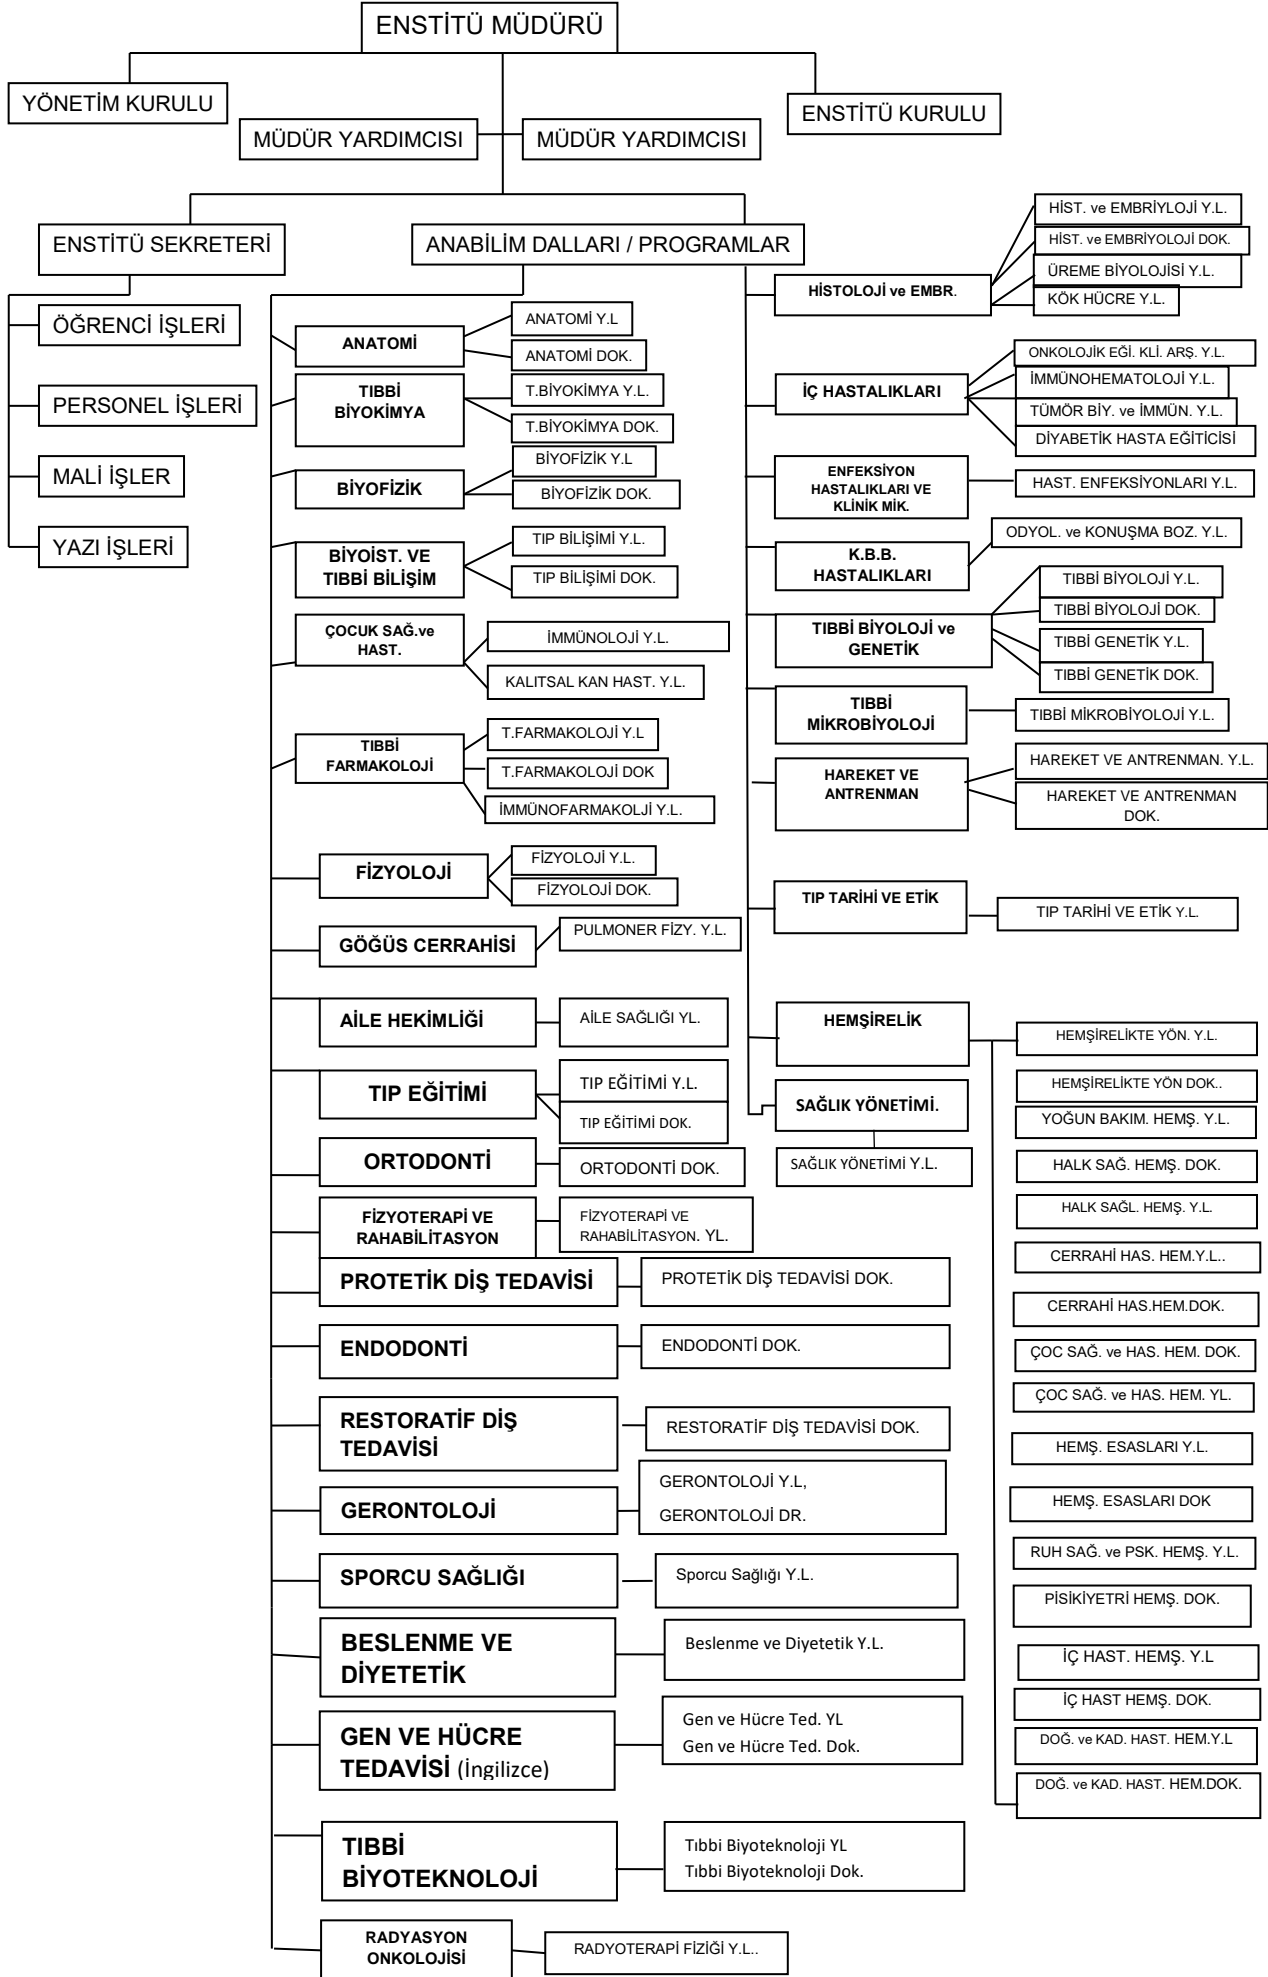 ENSTİTÜ MÜDÜRÜ
YÖNETİM KURULU
ENSTİTÜ KURULU
MÜDÜR YARDIMCISI
MÜDÜR YARDIMCISI
ENSTİTÜ SEKRETERİ
ÖĞRENCİ İŞLERİ
PERSONEL İŞLERİ
MALİ İŞLER
YAZI İŞLERİ
ANABİLİM DALLARI / PROGRAMLAR
ANATOMİ
ANATOMİ Y.L
ANATOMİ DOK.
TIBBİ
BİYOKİMYA
T.BİYOKİMYA Y.L.
T.BİYOKİMYA DOK.
BİYOFİZİK
BİYOFİZİK Y.L
BİYOFİZİK DOK.
BİYOİST. VE
TIBBİ BİLİŞİM
TIP BİLİŞİMİ Y.L.
TIP BİLİŞİMİ DOK.
ÇOCUK SAĞ.ve
HAST.
İMMÜNOLOJİ Y.L.
KALITSAL KAN HAST. Y.L.
TIBBİ
FARMAKOLOJİ
T.FARMAKOLOJİ Y.L
T.FARMAKOLOJİ DOK
İMMÜNOFARMAKOLJİ Y.L.
FİZYOLOJİ
FİZYOLOJİ Y.L.
FİZYOLOJİ DOK.
GÖĞÜS CERRAHİSİ
PULMONER FİZY. Y.L.
AİLE HEKİMLİĞİ
AİLE SAĞLIĞI YL.
TIP EĞİTİMİ
TIP EĞİTİMİ Y.L.
TIP EĞİTİMİ DOK.
ORTODONTİ
ORTODONTİ DOK.
FİZYOTERAPİ VE
RAHABİLİTASYON
FİZYOTERAPİ VE
RAHABİLİTASYON. YL.
PROTETİK DİŞ TEDAVİSİ
PROTETİK DİŞ TEDAVİSİ DOK.
ENDODONTİ
ENDODONTİ DOK.
RESTORATİF DİŞ
TEDAVİSİ
RESTORATİF DİŞ TEDAVİSİ DOK.
GERONTOLOJİ
GERONTOLOJİ Y.L,
GERONTOLOJİ DR.
SPORCU SAĞLIĞI
Sporcu Sağlığı Y.L.
BESLENME VE
DİYETETİK
Beslenme ve Diyetetik Y.L.
GEN VE HÜCRE
TEDAVİSİ (İngilizce)
Gen ve Hücre Ted. YL
Gen ve Hücre Ted. Dok.
TIBBİ
BİYOTEKNOLOJİ
Tıbbi Biyoteknoloji YL
Tıbbi Biyoteknoloji Dok.
RADYASYON
ONKOLOJİSİ
RADYOTERAPİ FİZİĞİ Y.L..
HİSTOLOJİ ve EMBR.
HİST. ve EMBRİYLOJİ Y.L.
HİST. ve EMBRİYOLOJİ DOK.
ÜREME BİYOLOJİSİ Y.L.
KÖK HÜCRE Y.L.
İÇ HASTALIKLARI
ONKOLOJİK EĞİ. KLİ. ARŞ. Y.L.
İMMÜNOHEMATOLOJİ Y.L.
TÜMÖR BİY. ve İMMÜN. Y.L.
DİYABETİK HASTA EĞİTİCİSİ
ENFEKSİYON
HASTALIKLARI VE
KLİNİK MİK.
HAST. ENFEKSİYONLARI Y.L.
K.B.B.
HASTALIKLARI
ODYOL. ve KONUŞMA BOZ. Y.L.
TIBBİ BİYOLOJİ ve
GENETİK
TIBBİ BİYOLOJİ Y.L.
TIBBİ BİYOLOJİ DOK.
TIBBİ GENETİK Y.L.
TIBBİ GENETİK DOK.
TIBBİ
MİKROBİYOLOJİ
TIBBİ MİKROBİYOLOJİ Y.L.
HAREKET VE
ANTRENMAN
HAREKET VE ANTRENMAN. Y.L.
HAREKET VE ANTRENMAN
DOK.
TIP TARİHİ VE ETİK
TIP TARİHİ VE ETİK Y.L.
HEMŞİRELİK
HEMŞİRELİKTE YÖN. Y.L.
HEMŞİRELİKTE YÖN DOK..
YOĞUN BAKIM. HEMŞ. Y.L.
HALK SAĞ. HEMŞ. DOK.
HALK SAĞL. HEMŞ. Y.L.
CERRAHİ HAS. HEM.Y.L..
CERRAHİ HAS.HEM.DOK.
ÇOC SAĞ. ve HAS. HEM. DOK.
ÇOC SAĞ. ve HAS. HEM. YL.
HEMŞ. ESASLARI Y.L.
HEMŞ. ESASLARI DOK
RUH SAĞ. ve PSK. HEMŞ. Y.L.
PİSİKİYETRİ HEMŞ. DOK.
İÇ HAST. HEMŞ. Y.L
İÇ HAST HEMŞ. DOK.
DOĞ. ve KAD. HAST. HEM.Y.L
DOĞ. ve KAD. HAST. HEM.DOK.
SAĞLIK YÖNETİMİ.
SAĞLIK YÖNETİMİ Y.L.